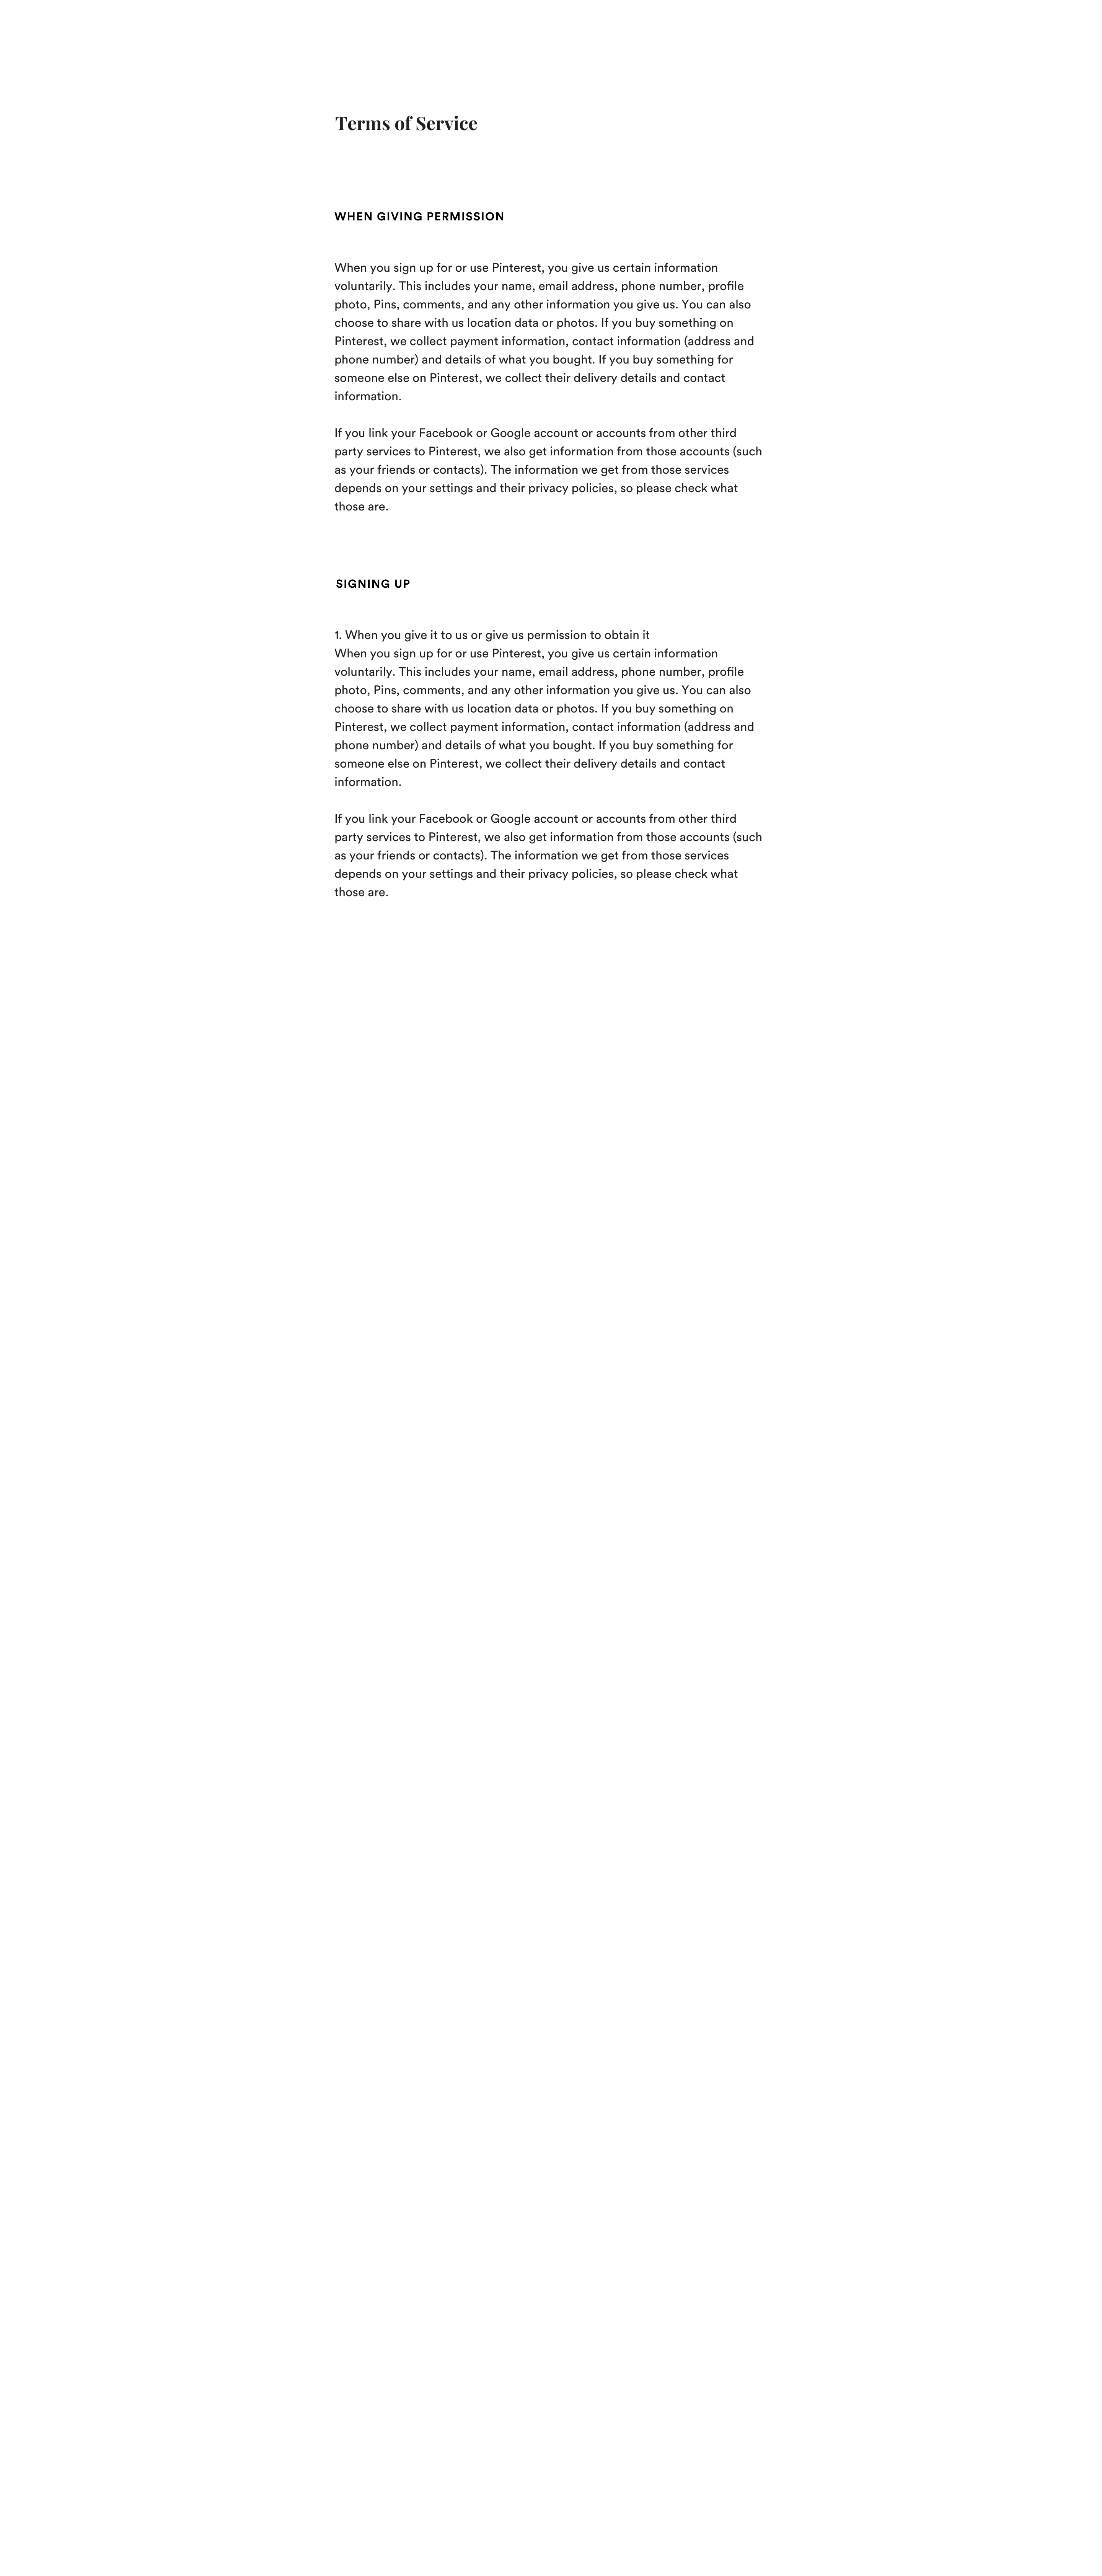 Terms of Service
WHEN GIVING PERMISSION
When you sign up for or use Pinterest, you give us certain information
voluntarily. This includes your name, email address, phone number, profile
photo, Pins, comments, and any other information you give us. You can also
choose to share with us location data or photos. If you buy something on
Pinterest, we collect payment information, contact information (address and
phone number) and details of what you bought. If you buy something for
someone else on Pinterest, we collect their delivery details and contact
information.
If you link your Facebook or Google account or accounts from other third
party services to Pinterest, we also get information from those accounts (such
as your friends or contacts). The information we get from those services
depends on your settings and their privacy policies, so please check what
those are.
SIGNING UP
1. When you give it to us or give us permission to obtain it
When you sign up for or use Pinterest, you give us certain information
voluntarily. This includes your name, email address, phone number, profile
photo, Pins, comments, and any other information you give us. You can also
choose to share with us location data or photos. If you buy something on
Pinterest, we collect payment information, contact information (address and
phone number) and details of what you bought. If you buy something for
someone else on Pinterest, we collect their delivery details and contact
information.
If you link your Facebook or Google account or accounts from other third
party services to Pinterest, we also get information from those accounts (such
as your friends or contacts). The information we get from those services
depends on your settings and their privacy policies, so please check what
those are.